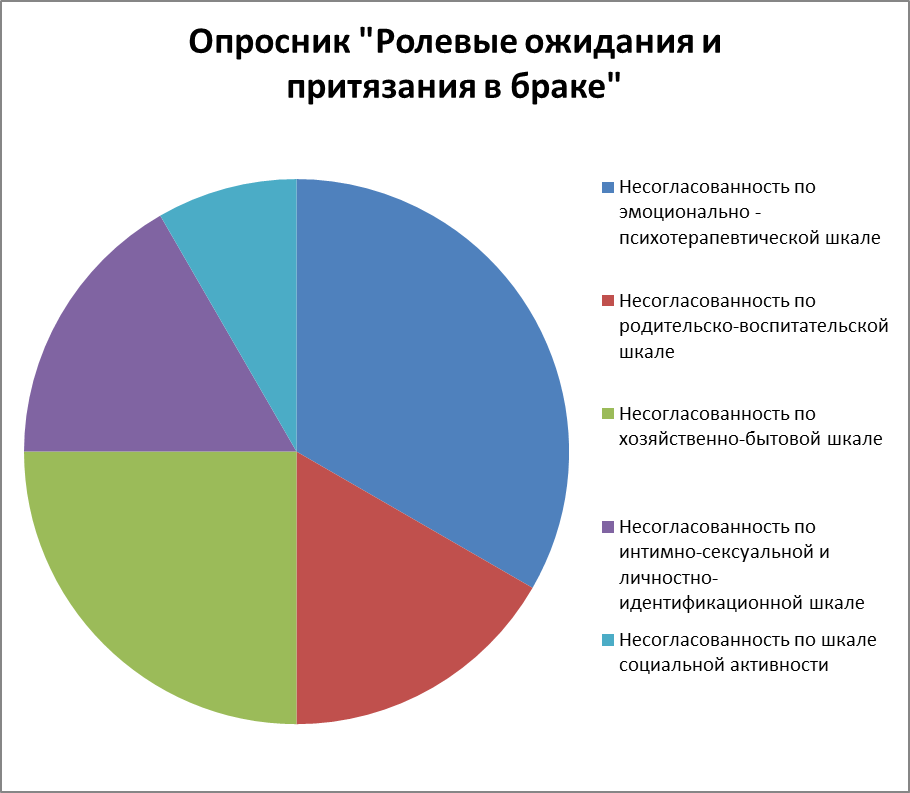 Опросник "Ролевые ожидания и
притязания в браке"
Несогласованность по
эмоционально -
психотерапевтической шкале
Несогласованность по
родительско-воспитательской
шкале
Несогласованность по
хозяйственно-бытовой шкале
Несогласованность по
интимно-сексуальной и
личностно-
идентификационной шкале
Несогласованность по шкале
социальной активности